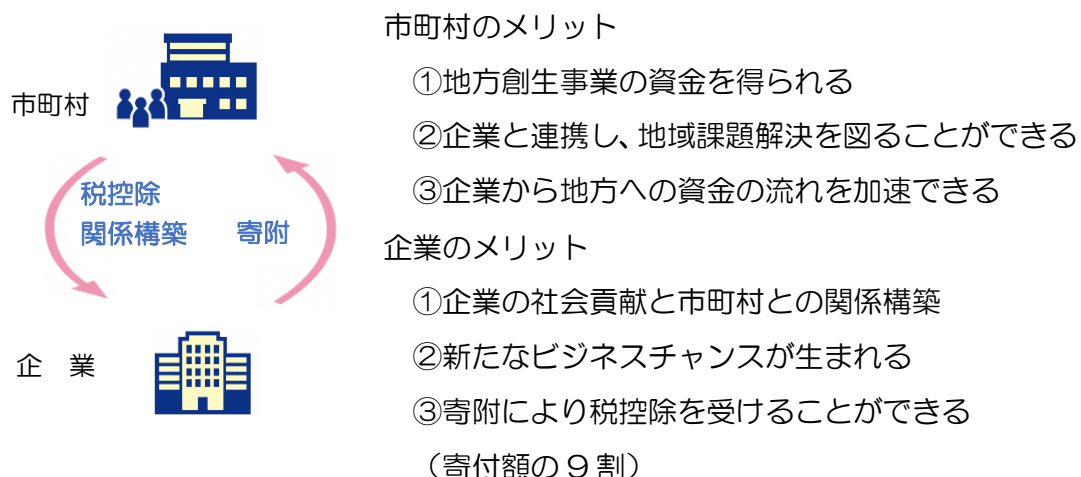 市町村
税控除
関係構築
寄附
企　業
市町村のメリット
①地方創生事業の資金を得られる
②企業と連携し、地域課題解決を図ることができる
③企業から地方への資金の流れを加速できる
企業のメリット
①企業の社会貢献と市町村との関係構築
②新たなビジネスチャンスが生まれる
③寄附により税控除を受けることができる
（寄付額の９割）